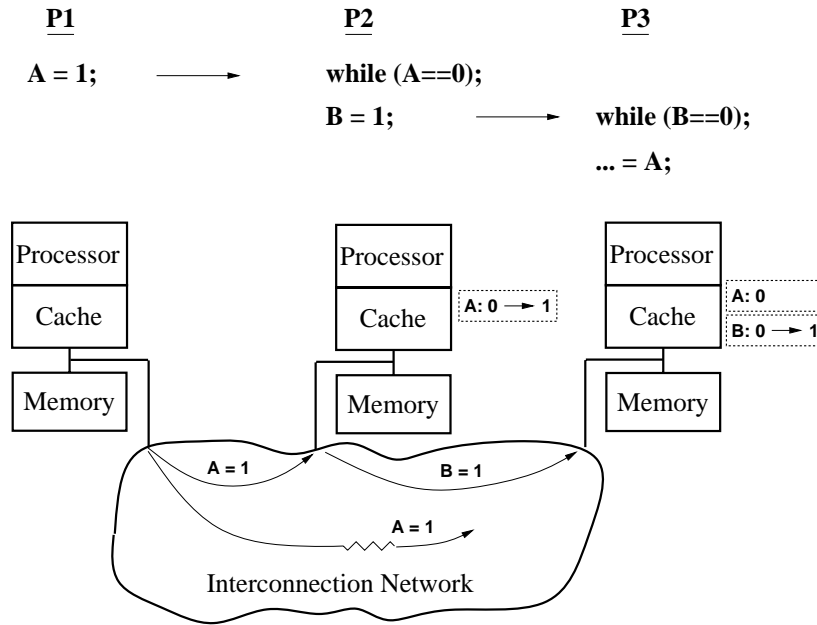 P1 P2 P3
A = 1; while (A==0);
B = 1; while (B==0);
... = A;
Processor Processor Processor
A: 0
Cache Cache A: 0 1 Cache
B: 0 1
Memory Memory Memory
A = 1 B = 1
A = 1
Interconnection Network